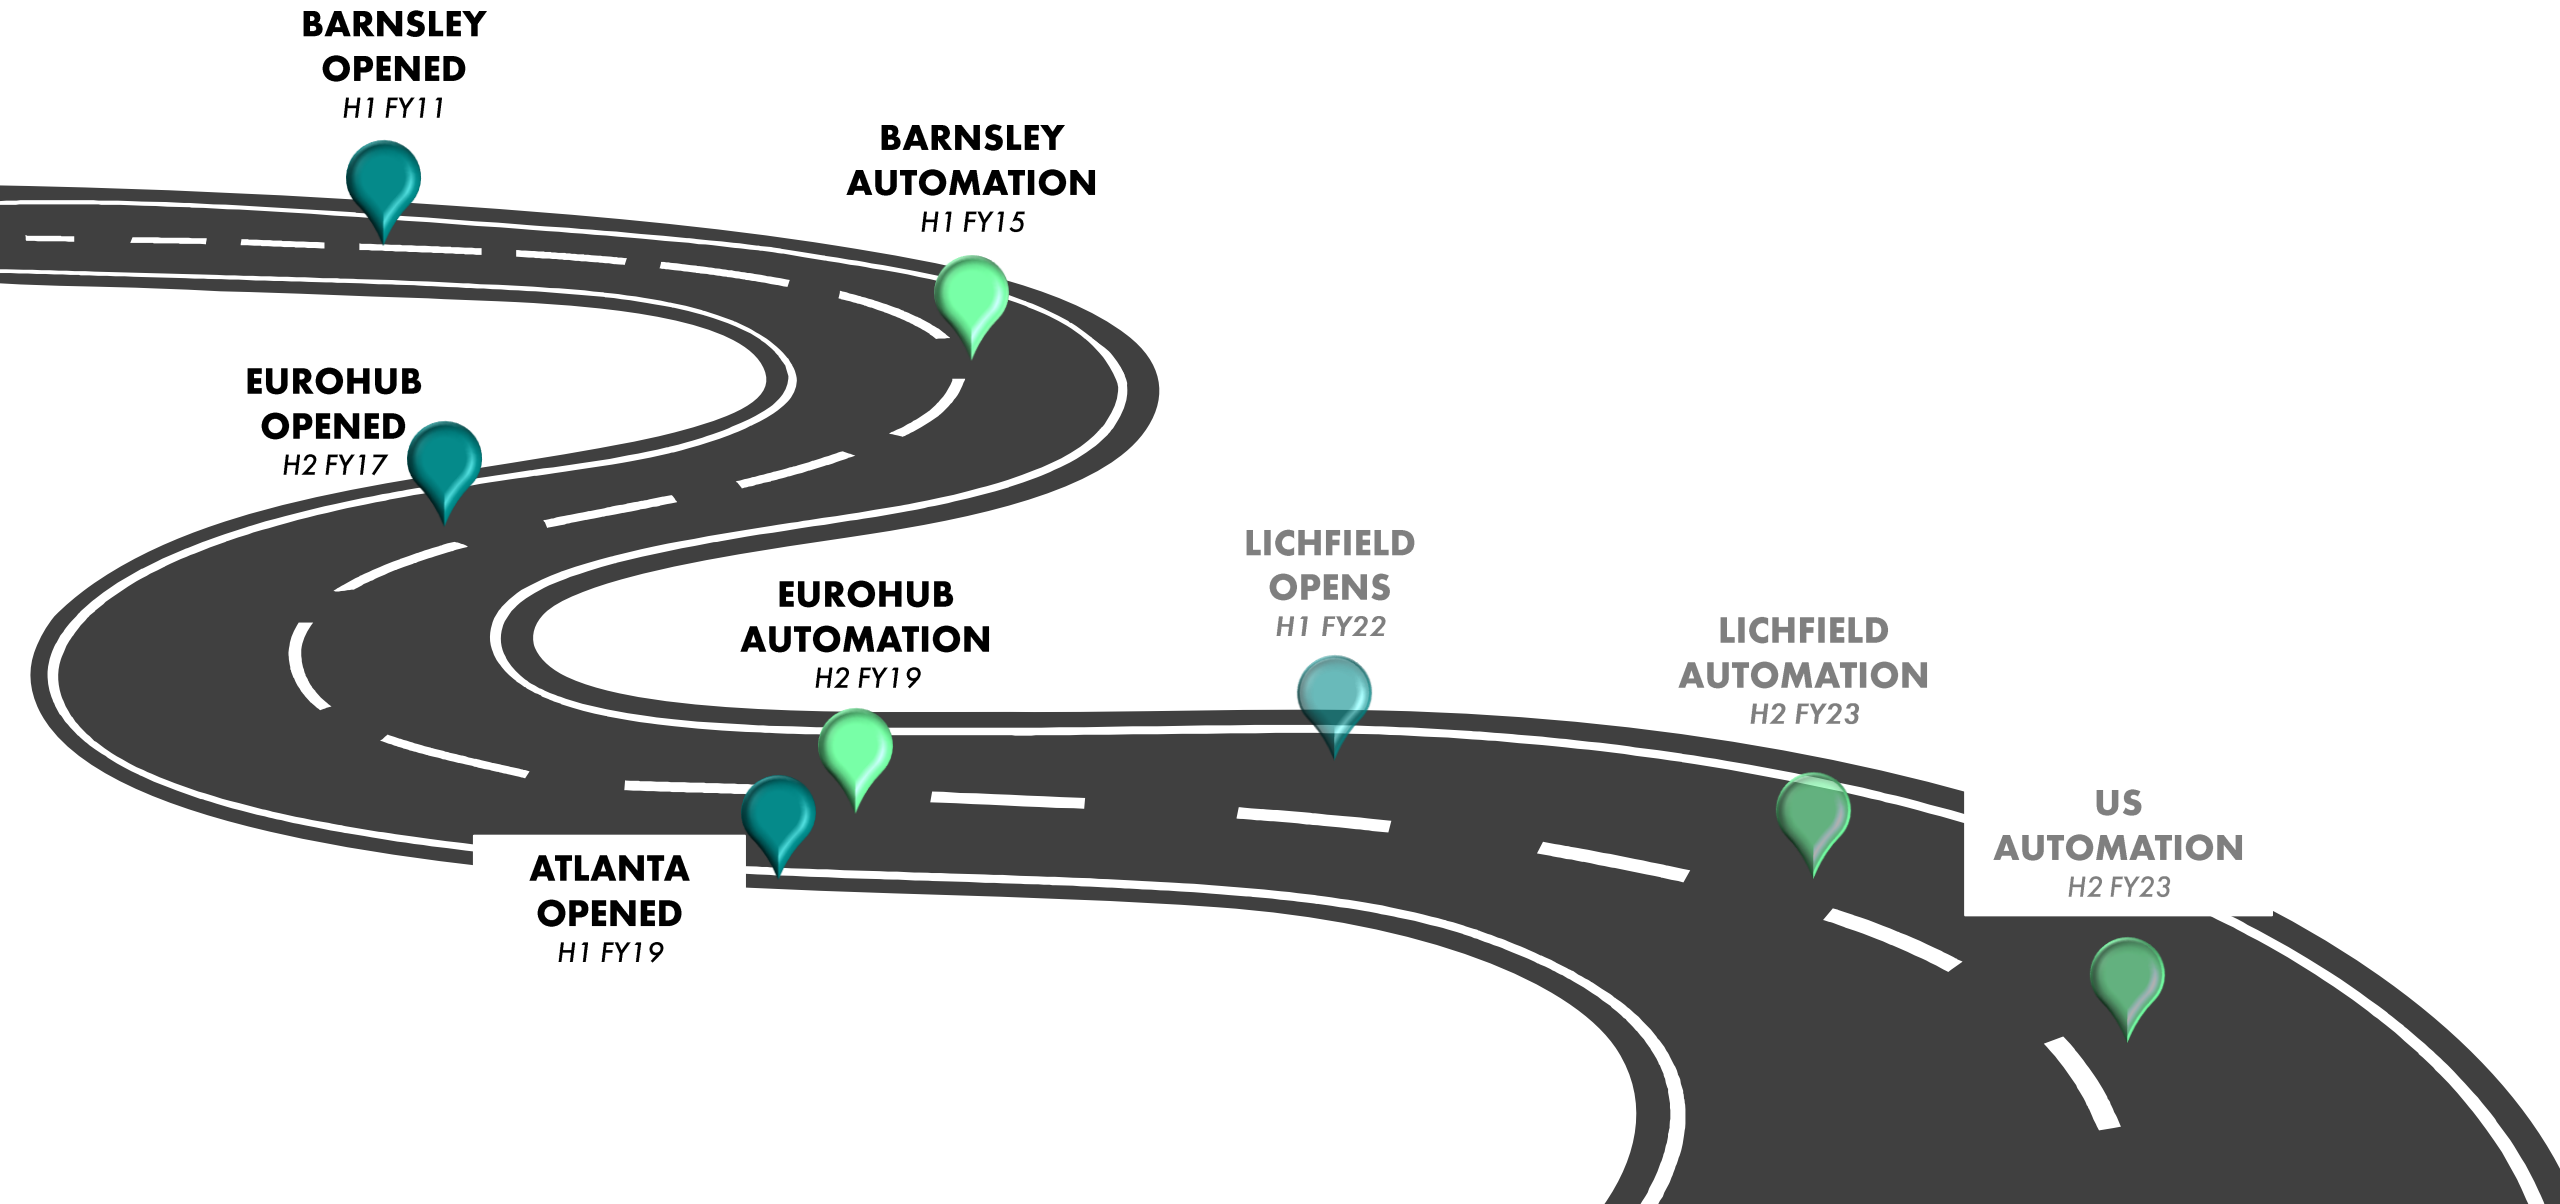 BARNSLEY
OPENED
H1 FY11
BARNSLEY
AUTOMATION
H1 FY15
EUROHUB
OPENED
H2 FY17
EUROHUB
AUTOMATION
H2 FY19
ATLANTA
OPENED
H1 FY19
LICHFIELD
OPENS
H1 FY22
LICHFIELD
AUTOMATION
H2 FY23
US
AUTOMATION
H2 FY23